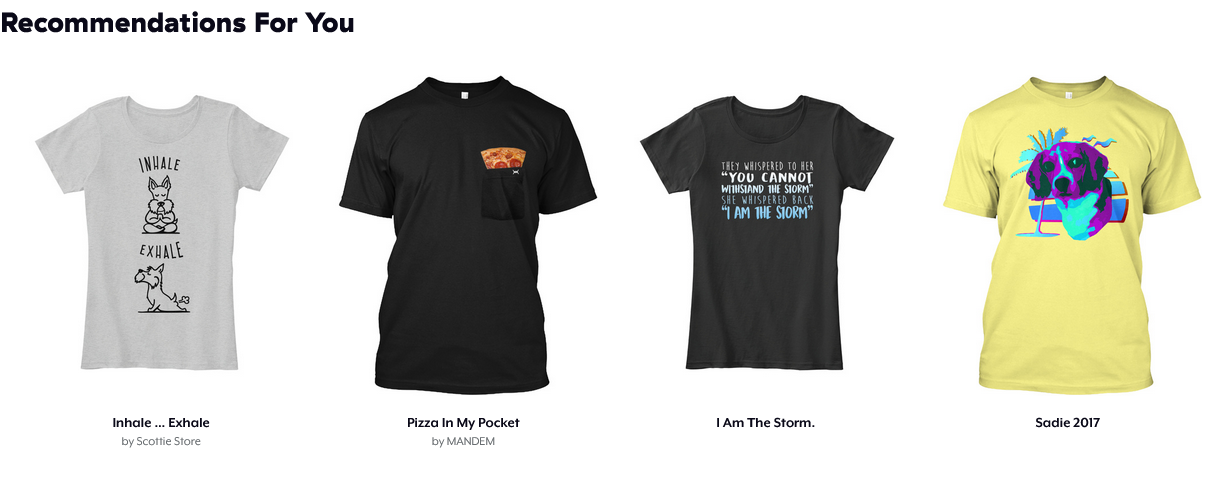 Recommendations For You
INHALE
EXHALE
THEY WHISPERED TO HER
"YOU CANNOT
WITHSTAND THE STORM"
SHE WHISPERED BACK
"I AM THE STORM"
Inhale ... Exhale
by Scottie Store
Pizza In My Pocket
by MANDEM
I Am The Storm.
Sadie 2017